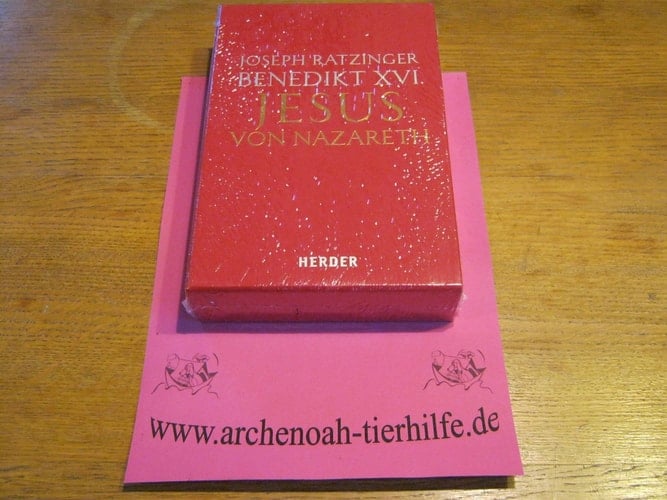 JOSEPH RATZINGER
BENEDIKT XVI.
JESUS
VON NAZARETH
HERDER
www.archenoah-tierhilfe.de